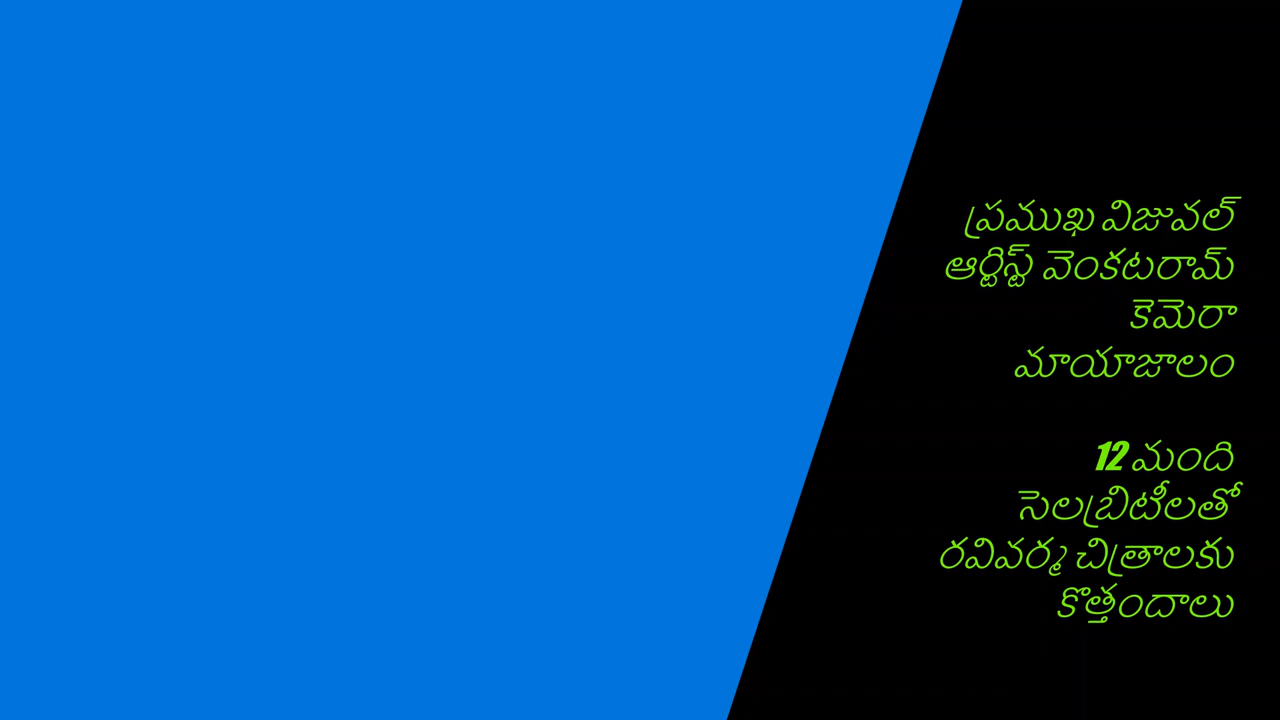 ప్రముఖ విజువల్
ఆర్టిస్ట్ వెంకటరామ్
కెమెరా
మాయాజాలం
12 మంది
సెలబ్రిటీలతో
రవివర్మ చిత్రాలకు
కొత్తందాలు